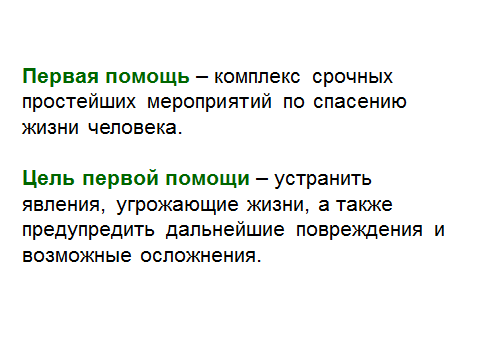 Первая помощь – комплекс срочных
простейших мероприятий по спасению
жизни человека.
Цель первой помощи – устранить
явления, угрожающие жизни, а также
предупредить дальнейшие повреждения и
возможные осложнения.